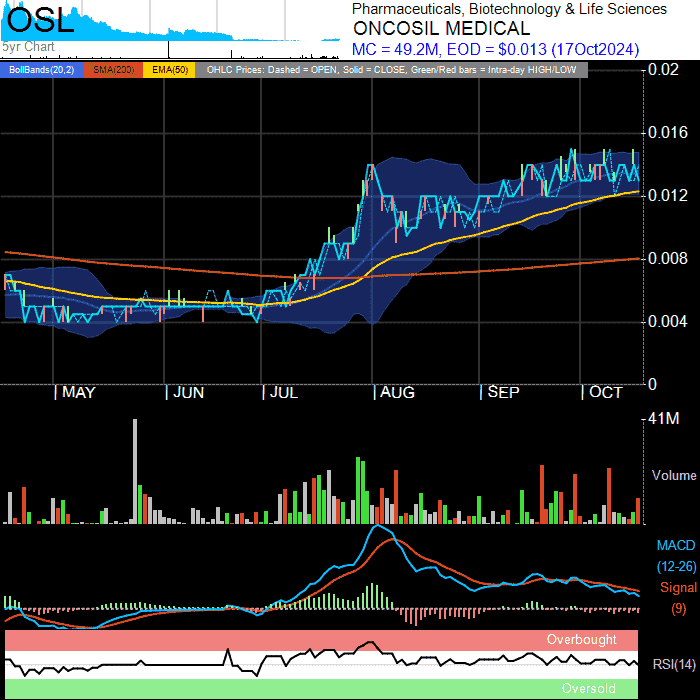 OSL
5yr Chart
Pharmaceuticals, Biotechnology & Life Sciences
ONCOSIL MEDICAL
MC = 49.2M, EOD = $0.013 (17Oct2024)
BollBands(20,2) SMA(200) EMA(50) OHLC Prices: Dashed = OPEN, Solid = CLOSE, Green/Red bars = Intra-day HIGH/LOW
0.02
0.016
0.012
0.008
0.004
0
MAY JUN JUL AUG SEP OCT
41M
Volume
MACD
(12-26)
Signal
(9)
Overbought
RSI(14)
Oversold